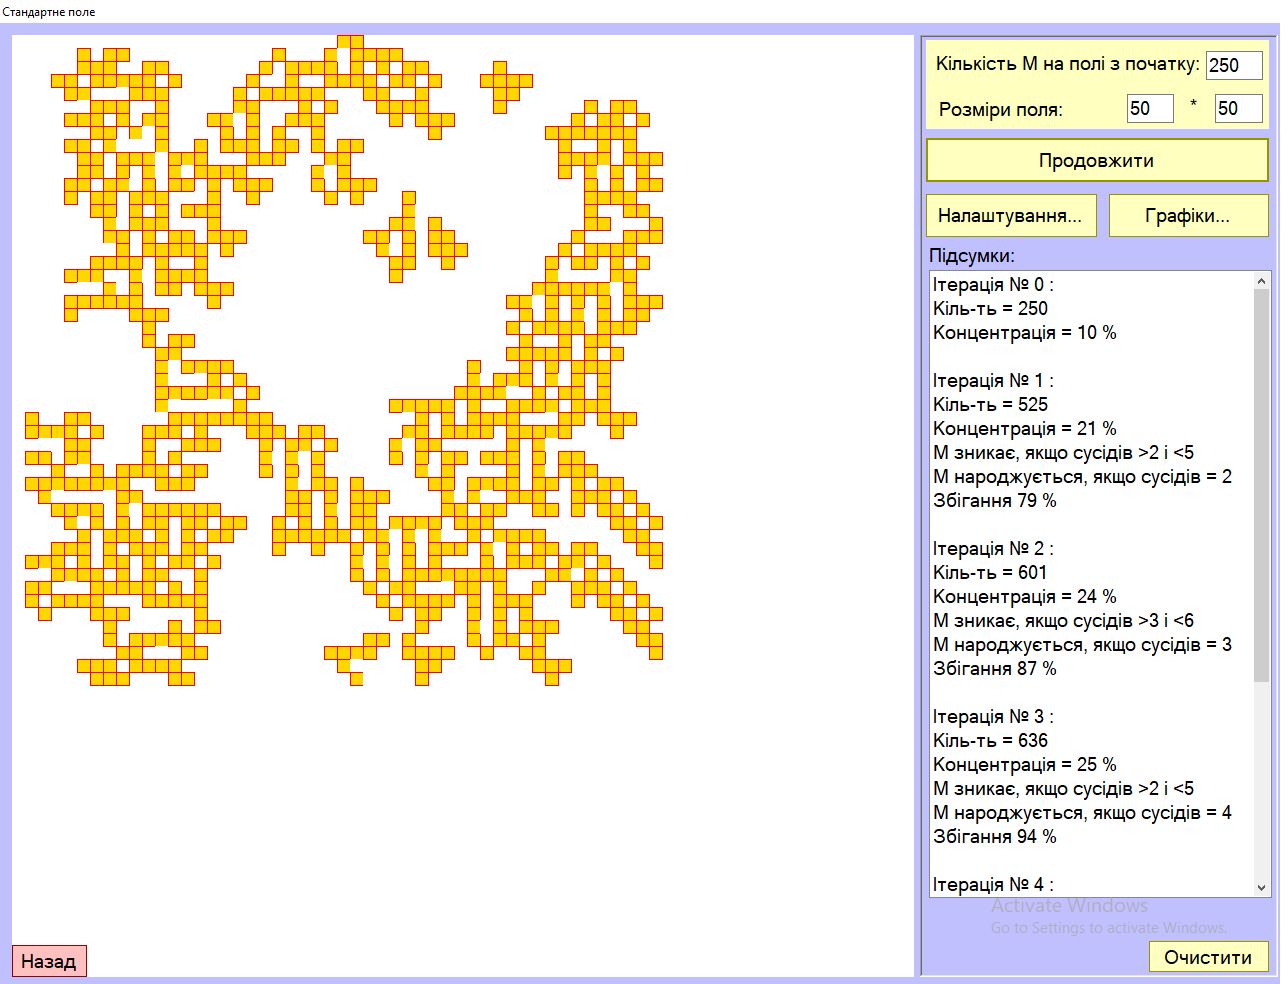 Стандартне поле
Кількість М на полі з початку: 250
Розміри поля: 50 * 50
Продовжити
Налаштування... Графіки...
Підсумки:
Ітерація № 0 :
Кіль-ть = 250
Концентрація = 10 %
Ітерація № 1 :
Кіль-ть = 525
Концентрація = 21 %
М зникає, якщо сусідів >2 і <5
М народжується, якщо сусідів = 2
Збігання 79 %
Ітерація № 2 :
Кіль-ть = 601
Концентрація = 24 %
М зникає, якщо сусідів >3 і <6
М народжується, якщо сусідів = 3
Збігання 87 %
Ітерація № 3 :
Кіль-ть = 636
Концентрація = 25 %
М зникає, якщо сусідів >2 і <5
М народжується, якщо сусідів = 4
Збігання 94 %
Ітерація № 4 :
Activate Windows
Go to Settings to activate Windows.
Назад
Очистити